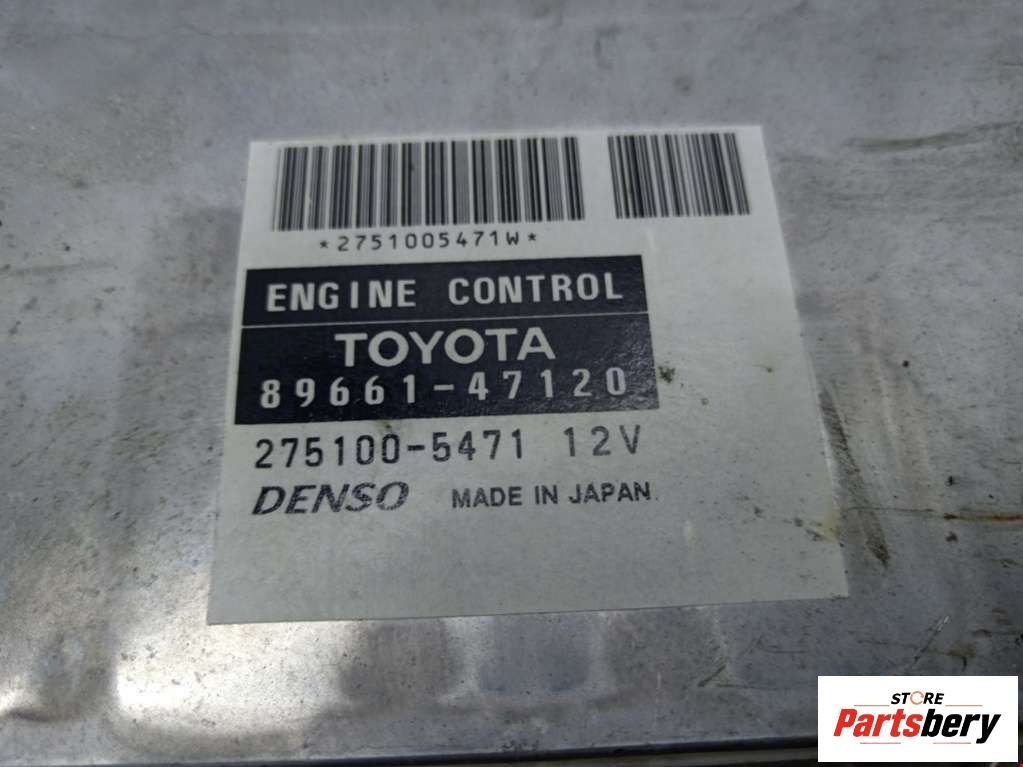 *2751005471W*
ENGINE CONTROL
TOYOTA
89661-47120
275100-5471 12V
DENSO MADE IN JAPAN.
STORE
Partsbery